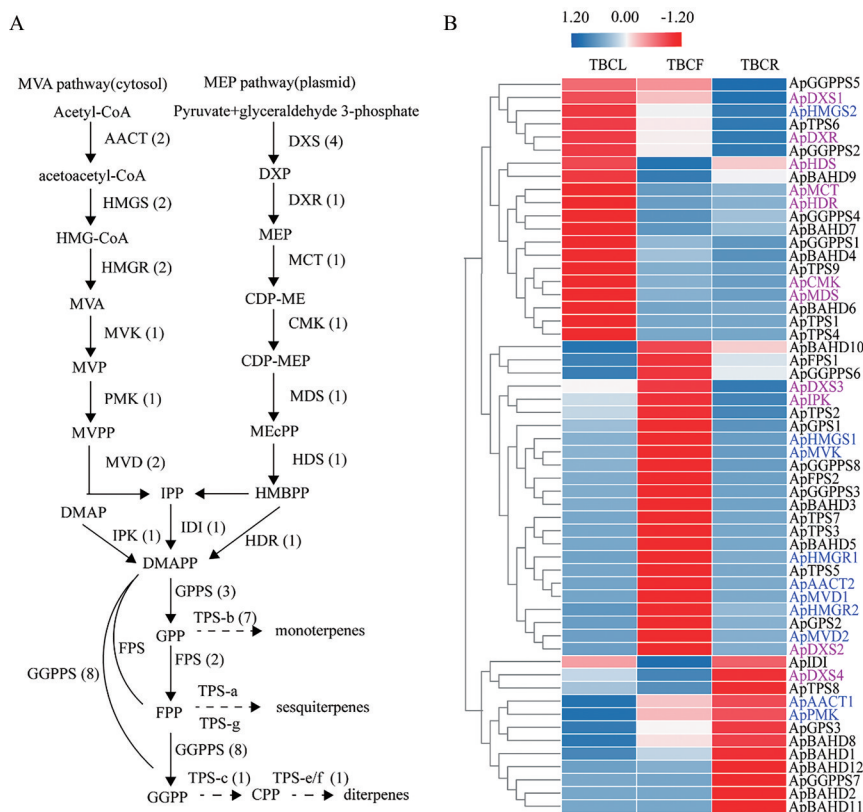 A
MVA pathway(cytosol)
MEP pathway(plasmid)
Acetyl-CoA
Pyruvate+glyceraldehyde 3-phosphate
AACT (2)
DXS (4)
acetoacetyl-CoA
DXP
HMGS (2)
DXR (1)
HMG-CoA
MEP
HMGR (2)
MCT (1)
MVA
CDP-ME
MVK (1)
CMK (1)
MVP
CDP-MEP
PMK (1)
MDS (1)
MVPP
MEcPP
MVD (2)
HDS (1)
IPP
HMBPP
DMAP
IPK (1)
IDI (1)
HDR (1)
DMAPP
GPPS (3)
TPS-b (7)
GPP
monoterpenes
FPS
FPS (2)
GGPPS (8)
TPS-a
FPP
sesquiterpenes
TPS-g
GGPPS (8)
TPS-c (1)
TPS-e/f (1)
GGPP
CPP
diterpenes
B
1.20 0.00 -1.20
TBCL TBCF TBCR
ApGGPPS5
ApDXS1
ApHMGS2
ApTPS6
ApDXR
ApGGPPS2
ApHDS
ApBAHD9
ApMCT
ApHDR
ApGGPPS4
ApBAHD7
ApGGPPS1
ApBAHD4
ApTPS9
ApCMK
ApMDS
ApBAHD6
ApTPS1
ApTPS4
ApBAHD10
ApFPS1
ApGGPPS6
ApDXS3
ApIPK
ApTPS2
ApGPS1
ApHMGS1
ApMVK
ApGGPPS8
ApFPS2
ApGGPPS3
ApBAHD3
ApTPS7
ApTPS3
ApBAHD5
ApHMGR1
ApTPS5
ApAACT2
ApMVD1
ApHMGR2
ApGPS2
ApMVD2
ApDXS2
ApIDI
ApDXS4
ApTPS8
ApAACT1
ApPMK
ApGPS3
ApBAHD8
ApBAHD1
ApBAHD12
ApGGPPS7
ApBAHD2
ApBAHD11